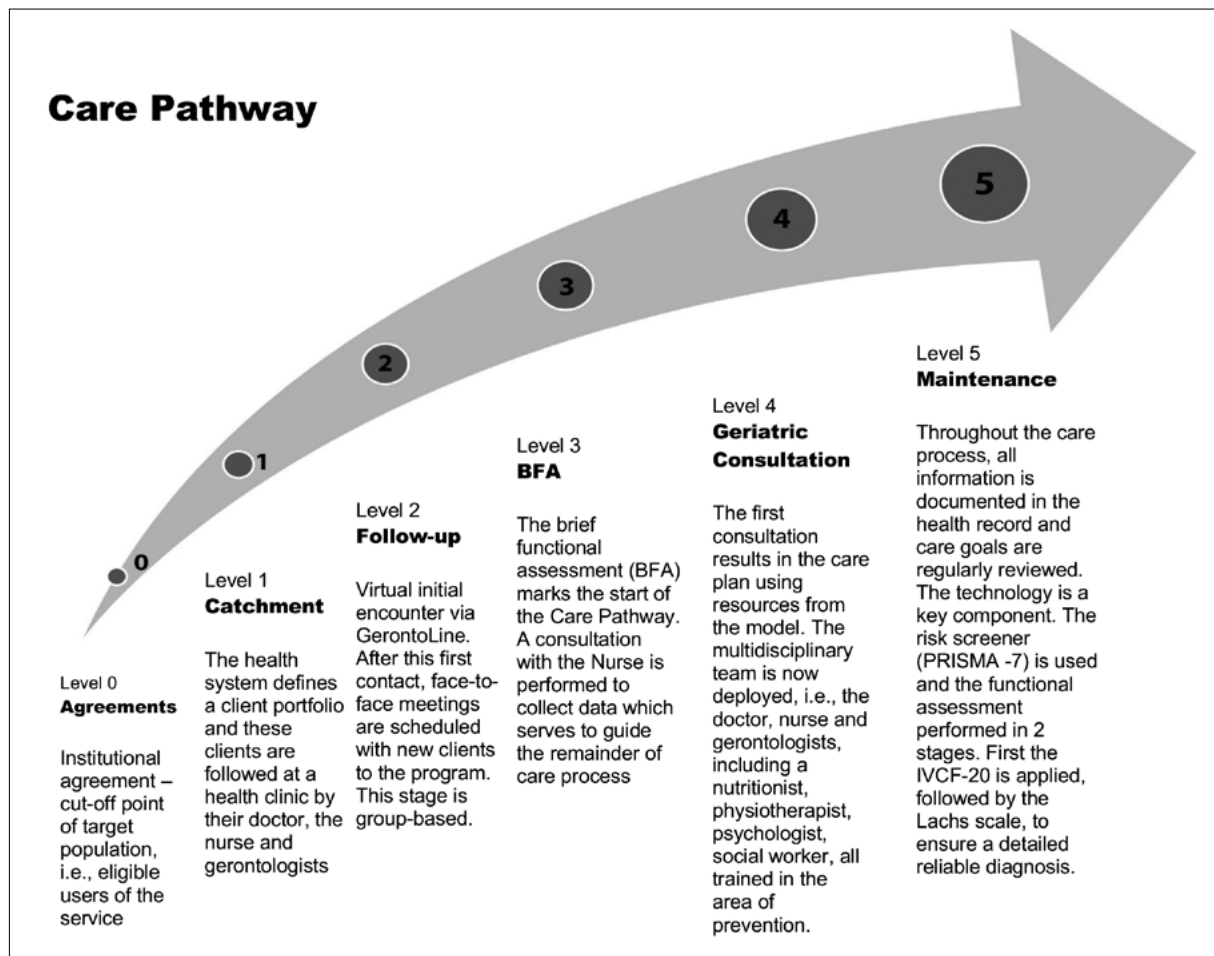 Care Pathway
0
1
2
3
4
5
Level 0
Agreements
Institutional
agreement –
cut-off point
of target
population,
i.e., eligible
users of the
service
Level 1
Catchment
The health
system defines
a client portfolio
and these
clients are
followed at a
health clinic by
their doctor, the
nurse and
gerontologists
Level 2
Follow-up
Virtual initial
encounter via
GerontoLine.
After this first
contact, face-to-
face meetings
are scheduled
with new clients
to the program.
This stage is
group-based.
Level 3
BFA
The brief
functional
assessment (BFA)
marks the start of
the Care Pathway.
A consultation
with the Nurse is
performed to
collect data which
serves to guide
the remainder of
care process
Level 4
Geriatric
Consultation
The first
consultation
results in the care
plan using
resources from
the model. The
multidisciplinary
team is now
deployed, i.e., the
doctor, nurse and
gerontologists,
including a
nutritionist,
physiotherapist,
psychologist,
social worker, all
trained in the
area of
prevention.
Level 5
Maintenance
Throughout the care
process, all
information is
documented in the
health record and
care goals are
regularly reviewed.
The technology is a
key component. The
risk screener
(PRISMA -7) is used
and the functional
assessment
performed in 2
stages. First the
IVCF-20 is applied,
followed by the
Lachs scale, to
ensure a detailed
reliable diagnosis.